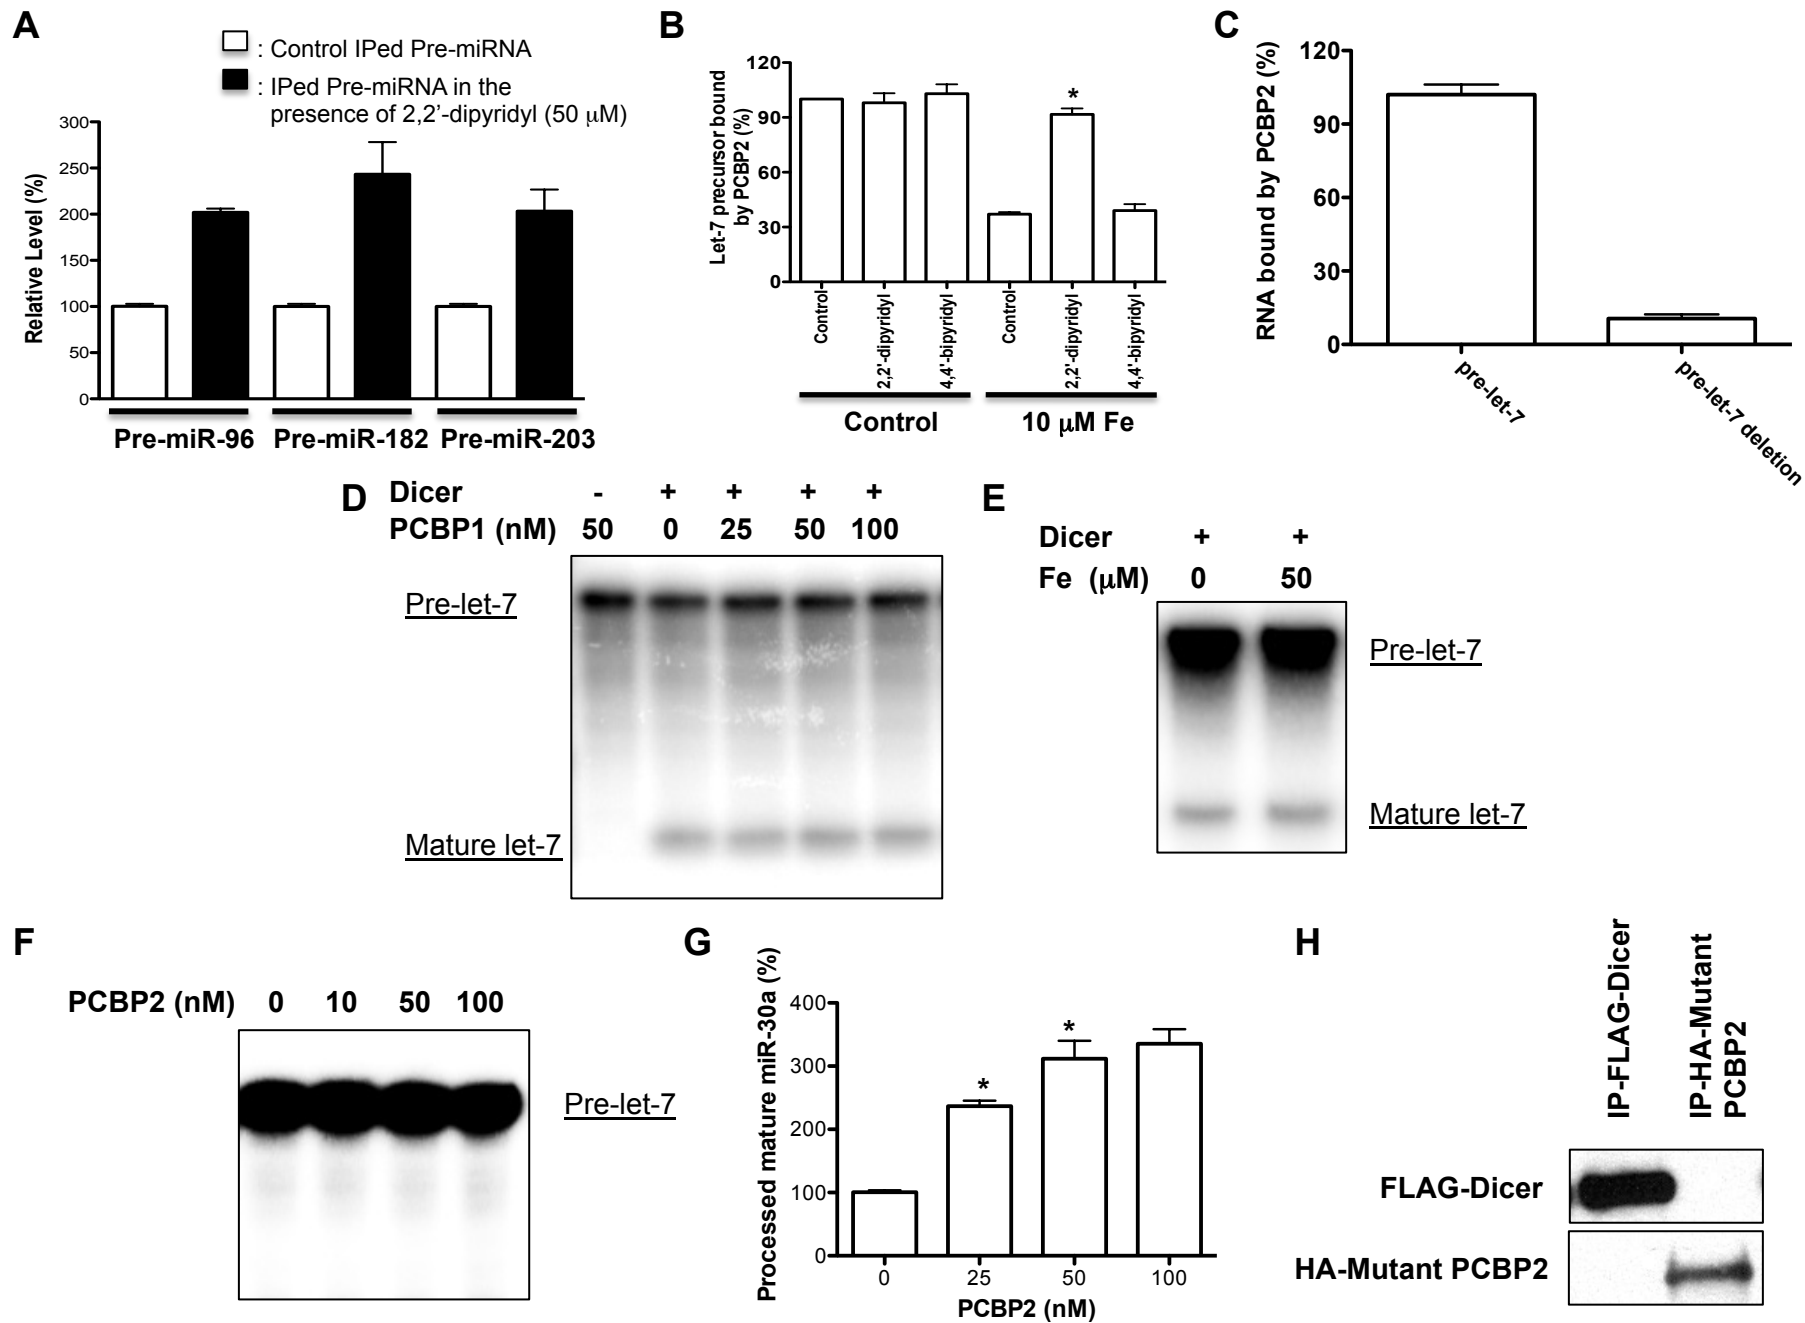 A
: Control IPed Pre-miRNA
: IPed Pre-miRNA in the
presence of 2,2'-dipyridyl (50 μM)
Relative Level (%)
300
250
200
150
100
50
0
Pre-miR-96 Pre-miR-182 Pre-miR-203
B
Let-7 precursor bound
by PCBP2 (%)
120
90
60
30
0
Control
2,2'-dipyridyl
4,4'-bipyridyl
Control
2,2'-dipyridyl
4,4'-bipyridyl
*
Control
10 μM Fe
C
RNA bound by PCBP2 (%)
120
90
60
30
0
pre-let-7
pre-let-7 deletion
D
Dicer - + + + +
PCBP1 (nM) 50 0 25 50 100
Pre-let-7
Mature let-7
E
Dicer + +
Fe (μM) 0 50
Pre-let-7
Mature let-7
F
PCBP2 (nM) 0 10 50 100
Pre-let-7
G
Processed mature miR-30a (%)
400
300
200
100
0
* *
0 25 50 100
PCBP2 (nM)
H
IP-FLAG-Dicer
IP-HA-Mutant
PCBP2
FLAG-Dicer
HA-Mutant PCBP2